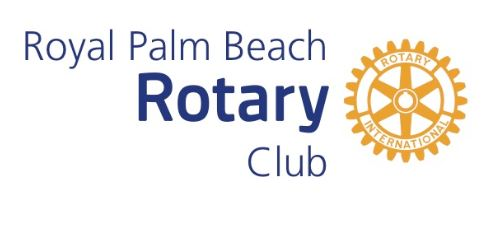 Royal Palm Beach
Rotary
Club
ROTARY
INTERNATIONAL